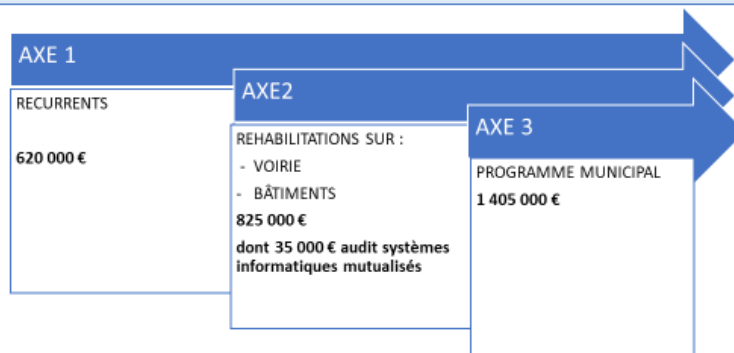 AXE 1
RECURRENTS
620 000 €
AXE2
REHABILITATIONS SUR :
- VOIRIE
- BÂTIMENTS
825 000 €
dont 35 000 € audit systèmes
informatiques mutualisés
AXE 3
PROGRAMME MUNICIPAL
1 405 000 €